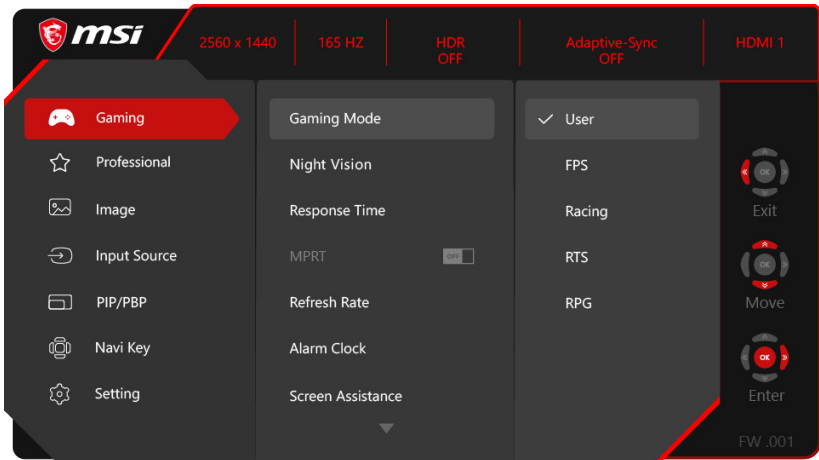 msi
2560 x 1440
165 HZ
HDR
OFF
Adaptive-Sync
OFF
HDMI 1
Gaming
Professional
Image
Input Source
PIP/PBP
Navi Key
Setting
Gaming Mode
Night Vision
Response Time
MPRT
OFF
Refresh Rate
Alarm Clock
Screen Assistance
User
FPS
Racing
RTS
RPG
OK
Exit
OK
Move
OK
Enter
FW .001